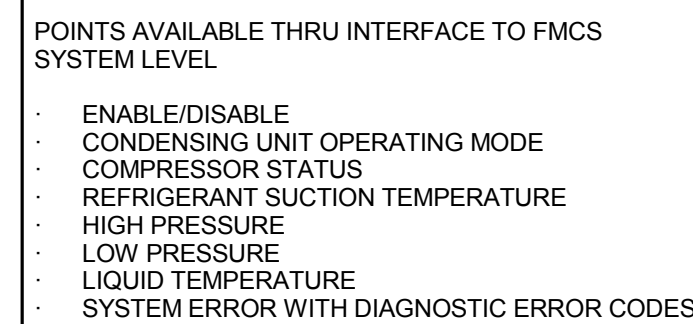 POINTS AVAILABLE THRU INTERFACE TO FMCS
SYSTEM LEVEL
· ENABLE/DISABLE
· CONDENSING UNIT OPERATING MODE
· COMPRESSOR STATUS
· REFRIGERANT SUCTION TEMPERATURE
· HIGH PRESSURE
· LOW PRESSURE
· LIQUID TEMPERATURE
· SYSTEM ERROR WITH DIAGNOSTIC ERROR CODES